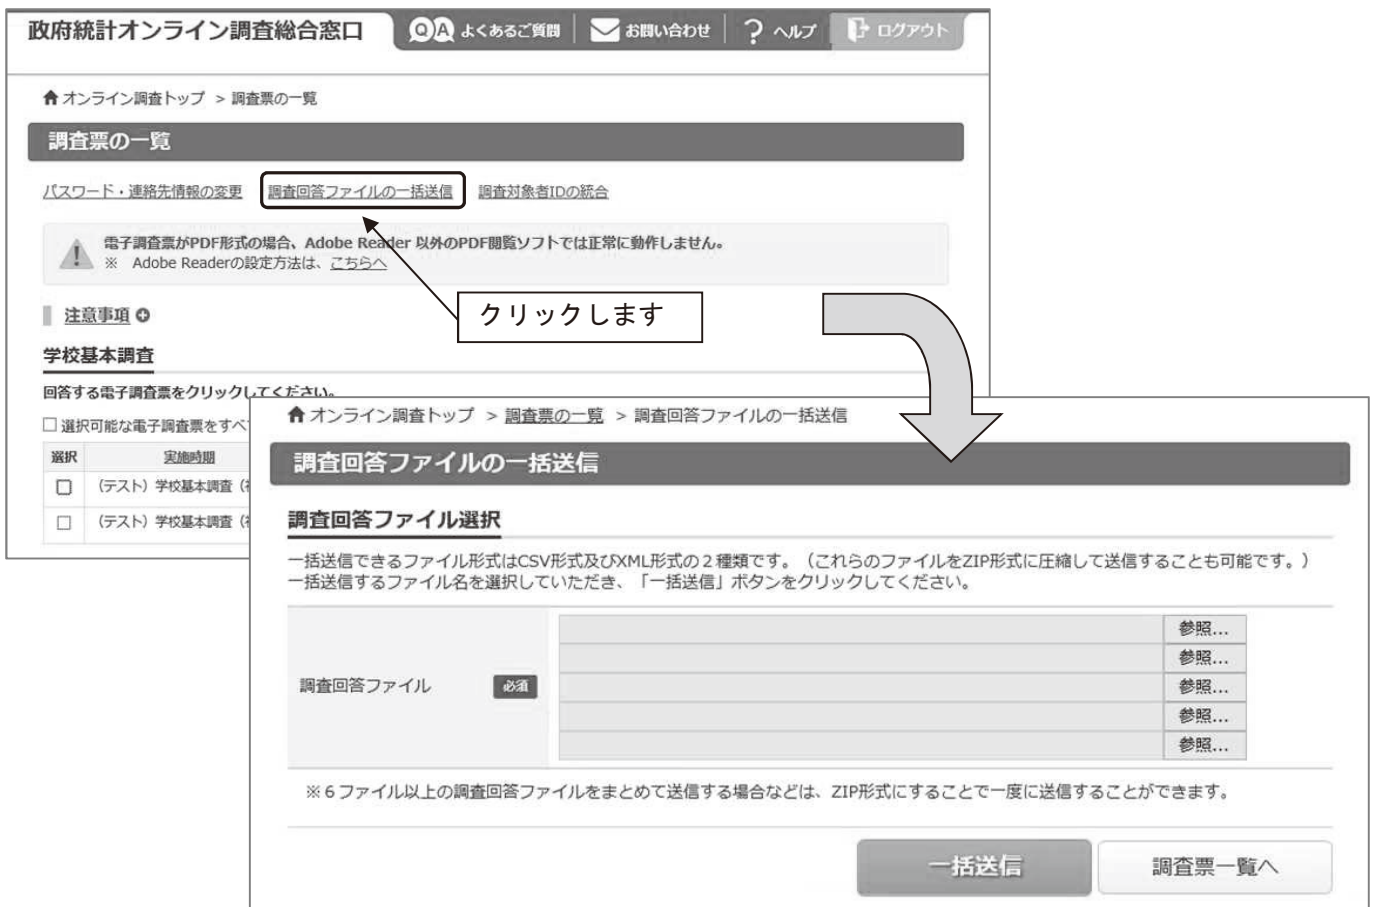 政府統計オンライン調査総合窓口
QA よくあるご質問
お問い合わせ
? ヘルプ
ログアウト
オンライン調査トップ > 調査票の一覧
調査票の一覧
パスワード・連絡先情報の変更 調査回答ファイルの一括送信 調査対象者IDの統合
電子調査票がPDF形式の場合、Adobe Reader 以外のPDF閲覧ソフトでは正常に動作しません。
※ Adobe Readerの設定方法は、こちらへ
クリックします
注意事項
学校基本調査
回答する電子調査票をクリックしてください。
選択可能な電子調査票をすべ
選択 実施時期
(テスト) 学校基本調査
(テスト) 学校基本調査
オンライン調査トップ > 調査票の一覧 > 調査回答ファイルの一括送信
調査回答ファイルの一括送信
調査回答ファイル選択
一括送信できるファイル形式はCSV形式及びXML形式の2種類です。(これらのファイルをZIP形式に圧縮して送信することも可能です。)
一括送信するファイル名を選択していただき、「一括送信」ボタンをクリックしてください。
調査回答ファイル 必須
参照...
参照...
参照...
参照...
参照...
※6ファイル以上の調査回答ファイルをまとめて送信する場合などは、ZIP形式にすることで一度に送信することができます。
一括送信
調査票一覧へ